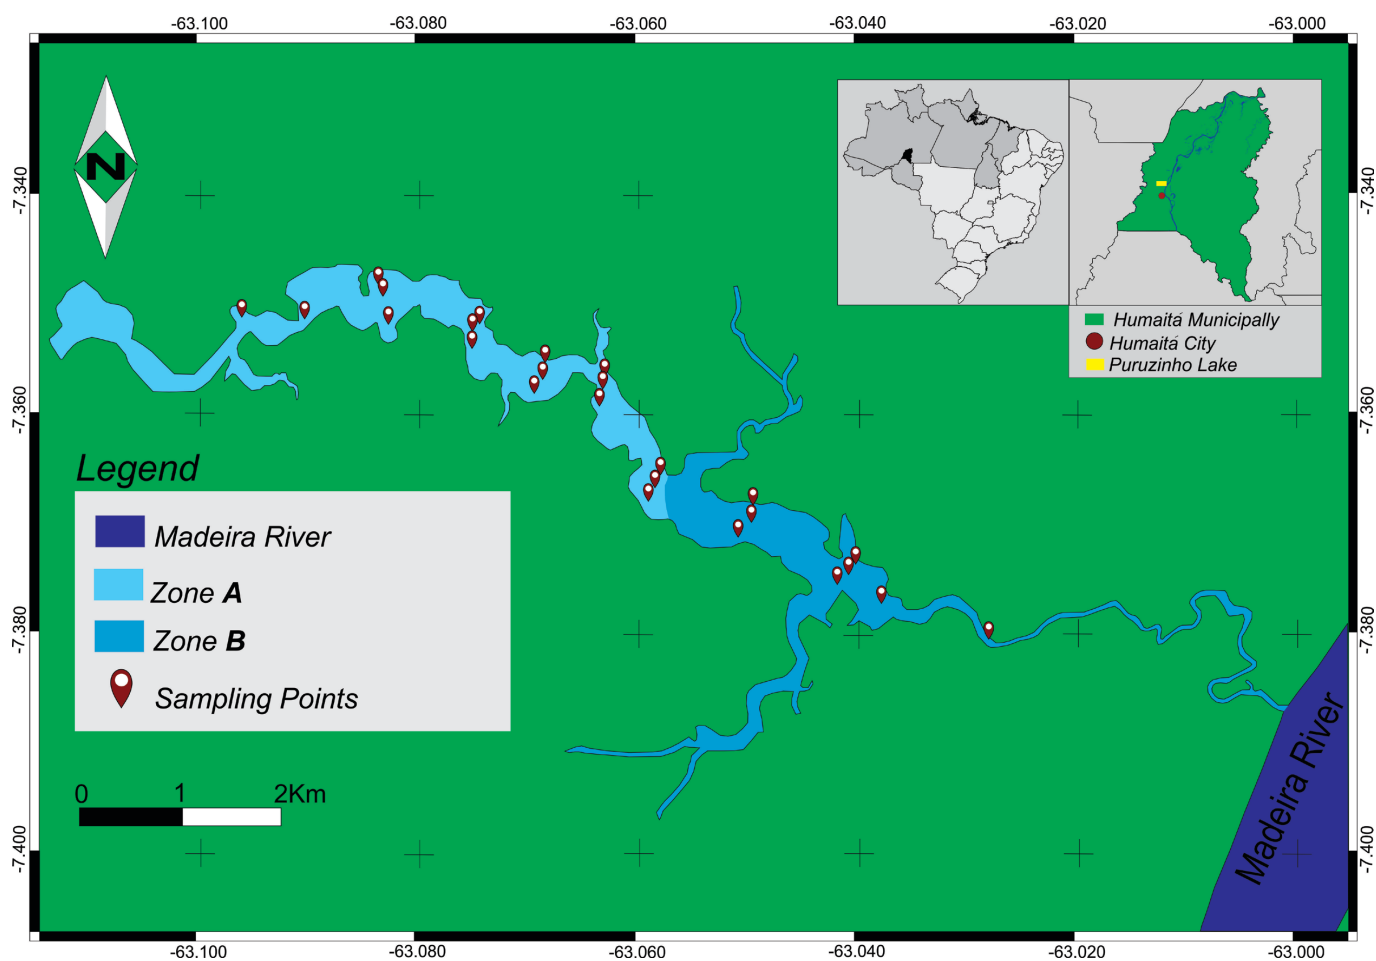 -63.100 -63.080 -63.060 -63.040 -63.020 -63.000
N
-7.340 -7.340
Humaitá Municipally
Humaitá City
Puruzinho Lake
-7.360 -7.360
Legend
Madeira River
Zone A
Zone B
Sampling Points
-7.380 -7.380
Madeira River
0 1 2Km
-7.400 -7.400
-63.100 -63.080 -63.060 -63.040 -63.020 -63.000